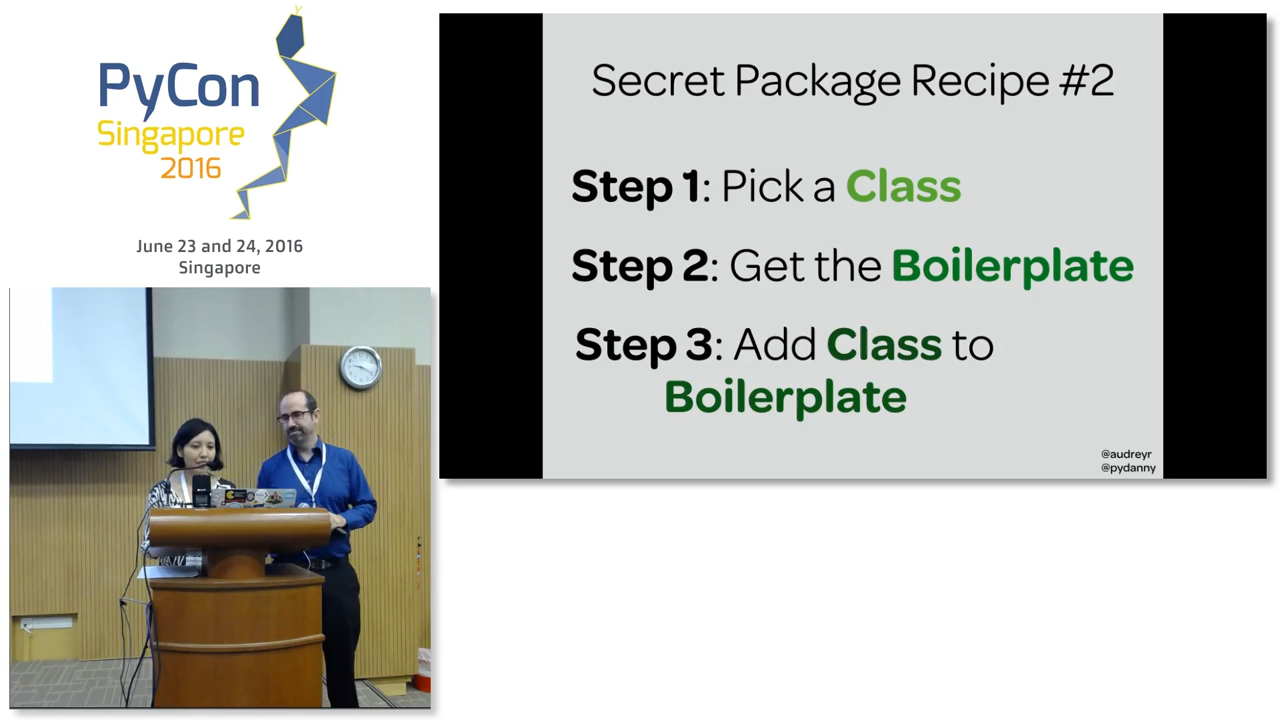 PyCon
Singapore
2016
June 23 and 24, 2016
Singapore
Secret Package Recipe #2
Step 1: Pick a Class
Step 2: Get the Boilerplate
Step 3: Add Class to
Boilerplate
@audreyr
@pydanny